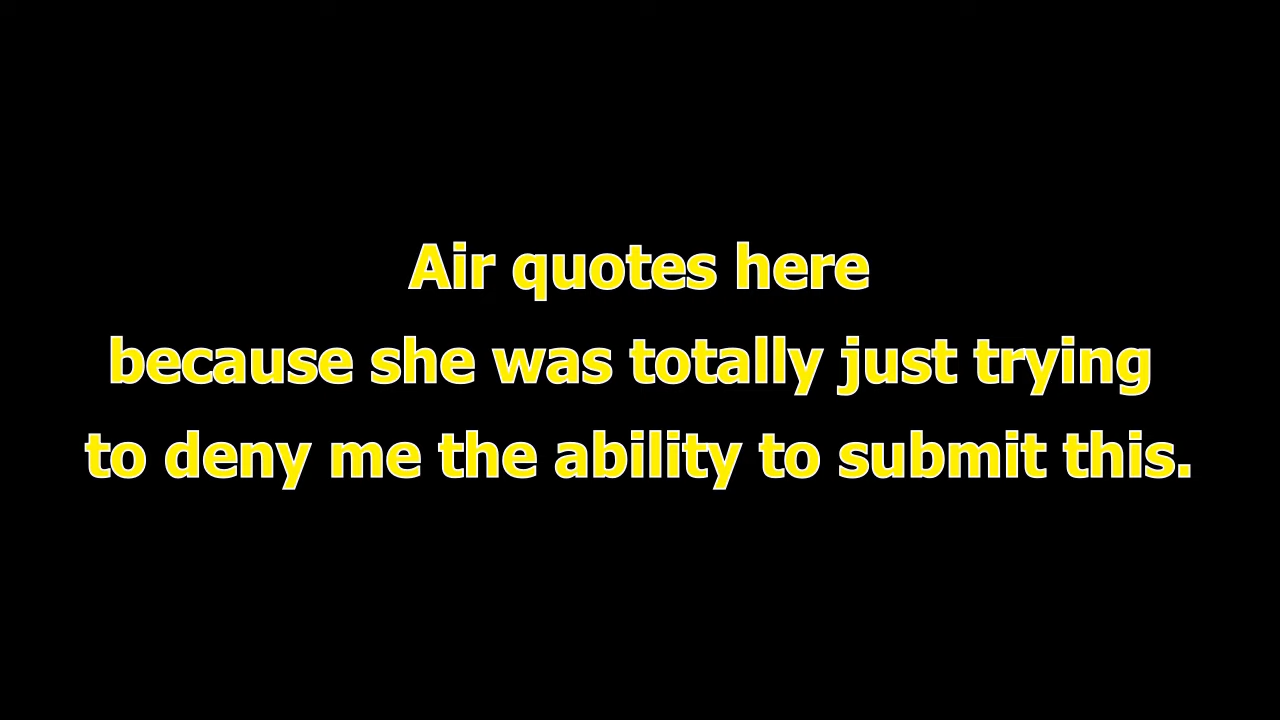 Air quotes here
because she was totally just trying
to deny me the ability to submit this.